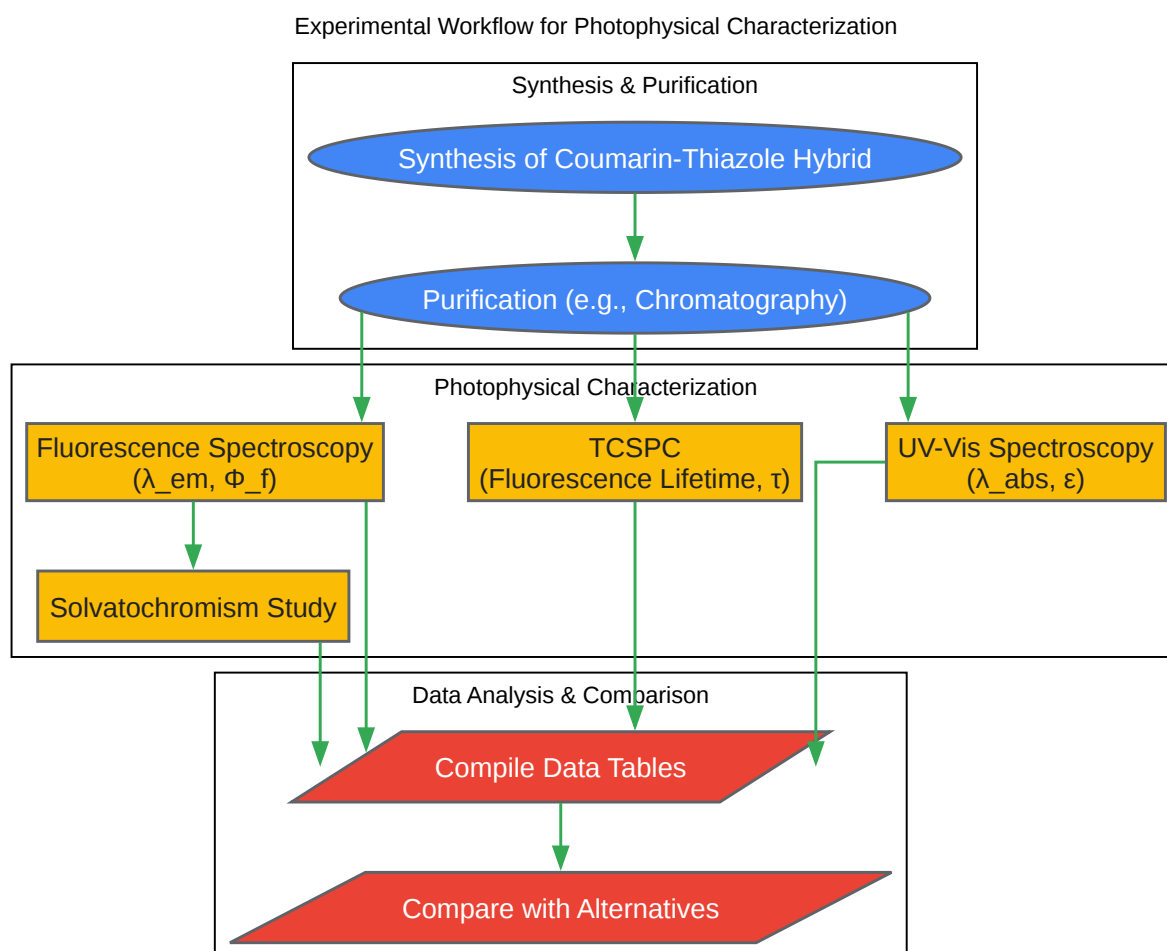 Experimental Workflow for Photophysical Characterization
Synthesis & Purification
Synthesis of Coumarin-Thiazole Hybrid
Purification (e.g., Chromatography)
Photophysical Characterization
Fluorescence Spectroscopy
(λ_em, Φ_f)
TCSPC
(Fluorescence Lifetime, τ)
UV-Vis Spectroscopy
(λ_abs, ε)
Solvatochromism Study
Data Analysis & Comparison
Compile Data Tables
Compare with Alternatives